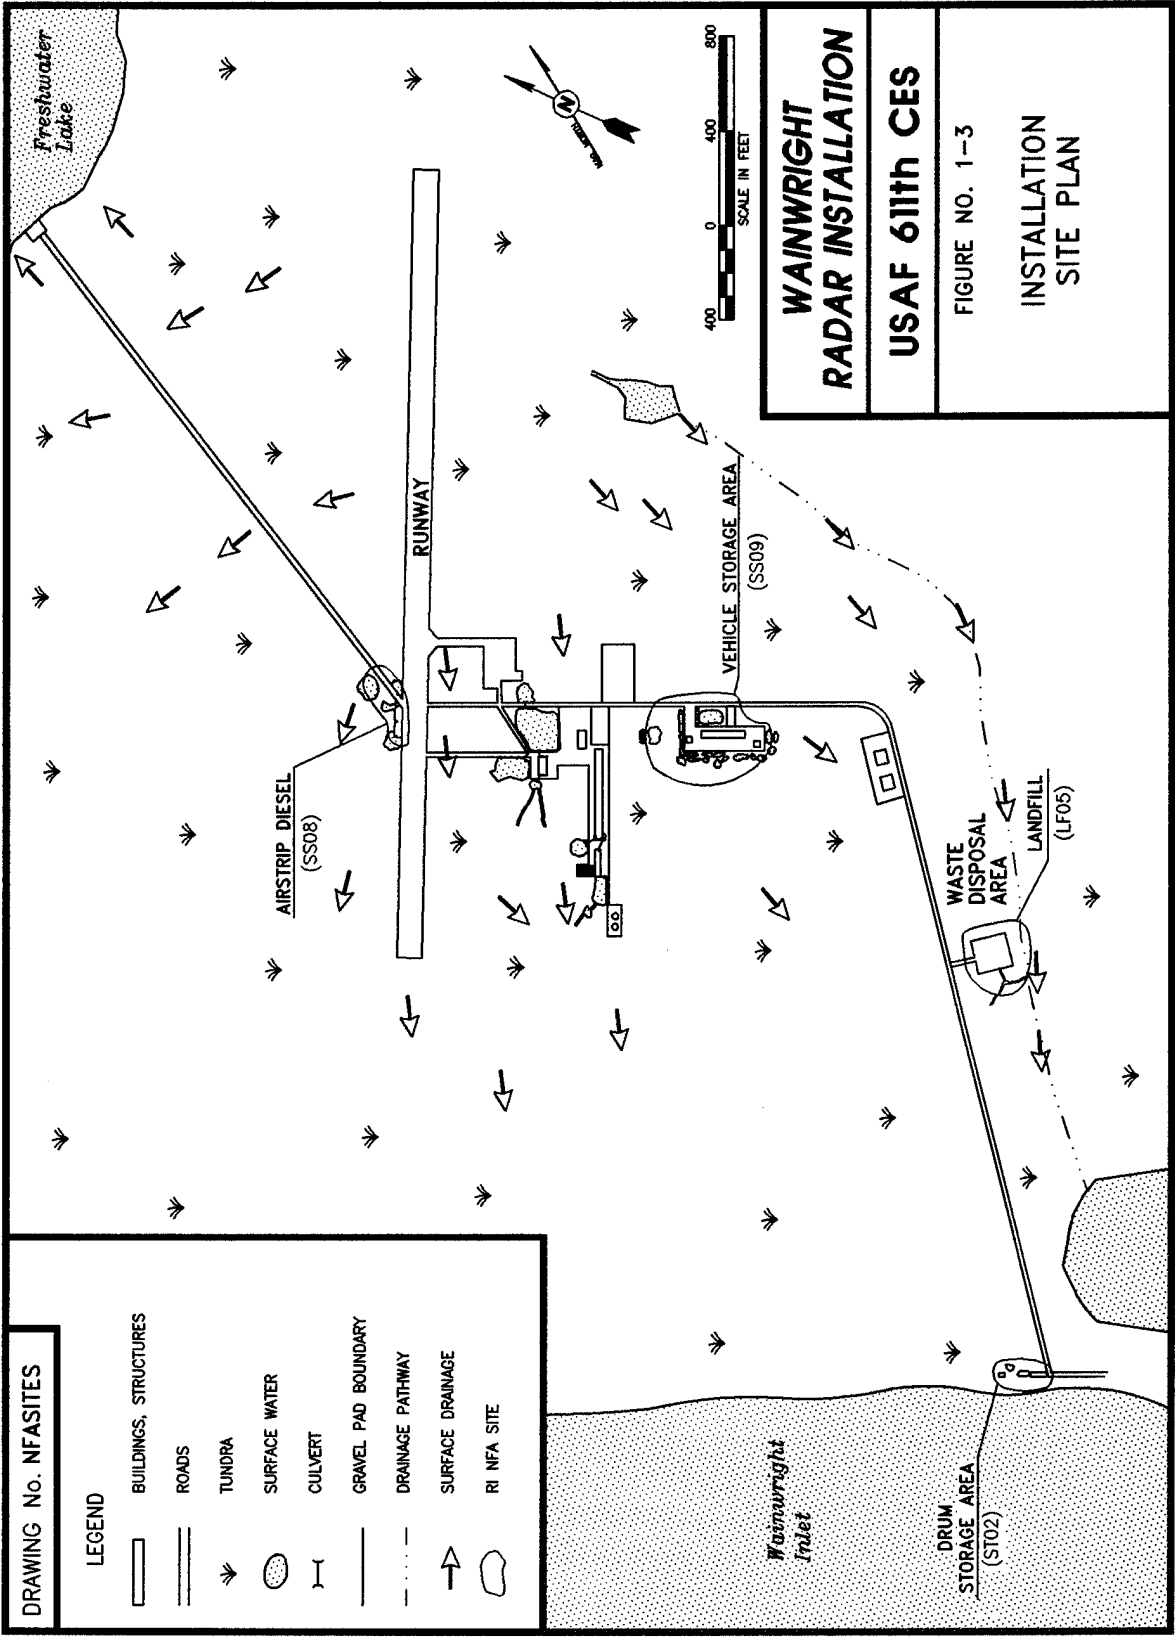 Freshwater
Lake
RUNWAY
AIRSTRIP DIESEL
(SS08)
VEHICLE STORAGE AREA
(SS09)
WASTE
DISPOSAL
AREA
LANDFILL
(LF05)
Wainwright
Inlet
DRUM
STORAGE AREA
(ST02)
N
400 0 400 800
SCALE IN FEET
DRAWING No. NFASITES
LEGEND
BUILDINGS, STRUCTURES
ROADS
TUNDRA
SURFACE WATER
CULVERT
GRAVEL PAD BOUNDARY
DRAINAGE PATHWAY
SURFACE DRAINAGE
RI NFA SITE
WAINWRIGHT
RADAR INSTALLATION
USAF 611th CES
FIGURE NO. 1-3
INSTALLATION
SITE PLAN